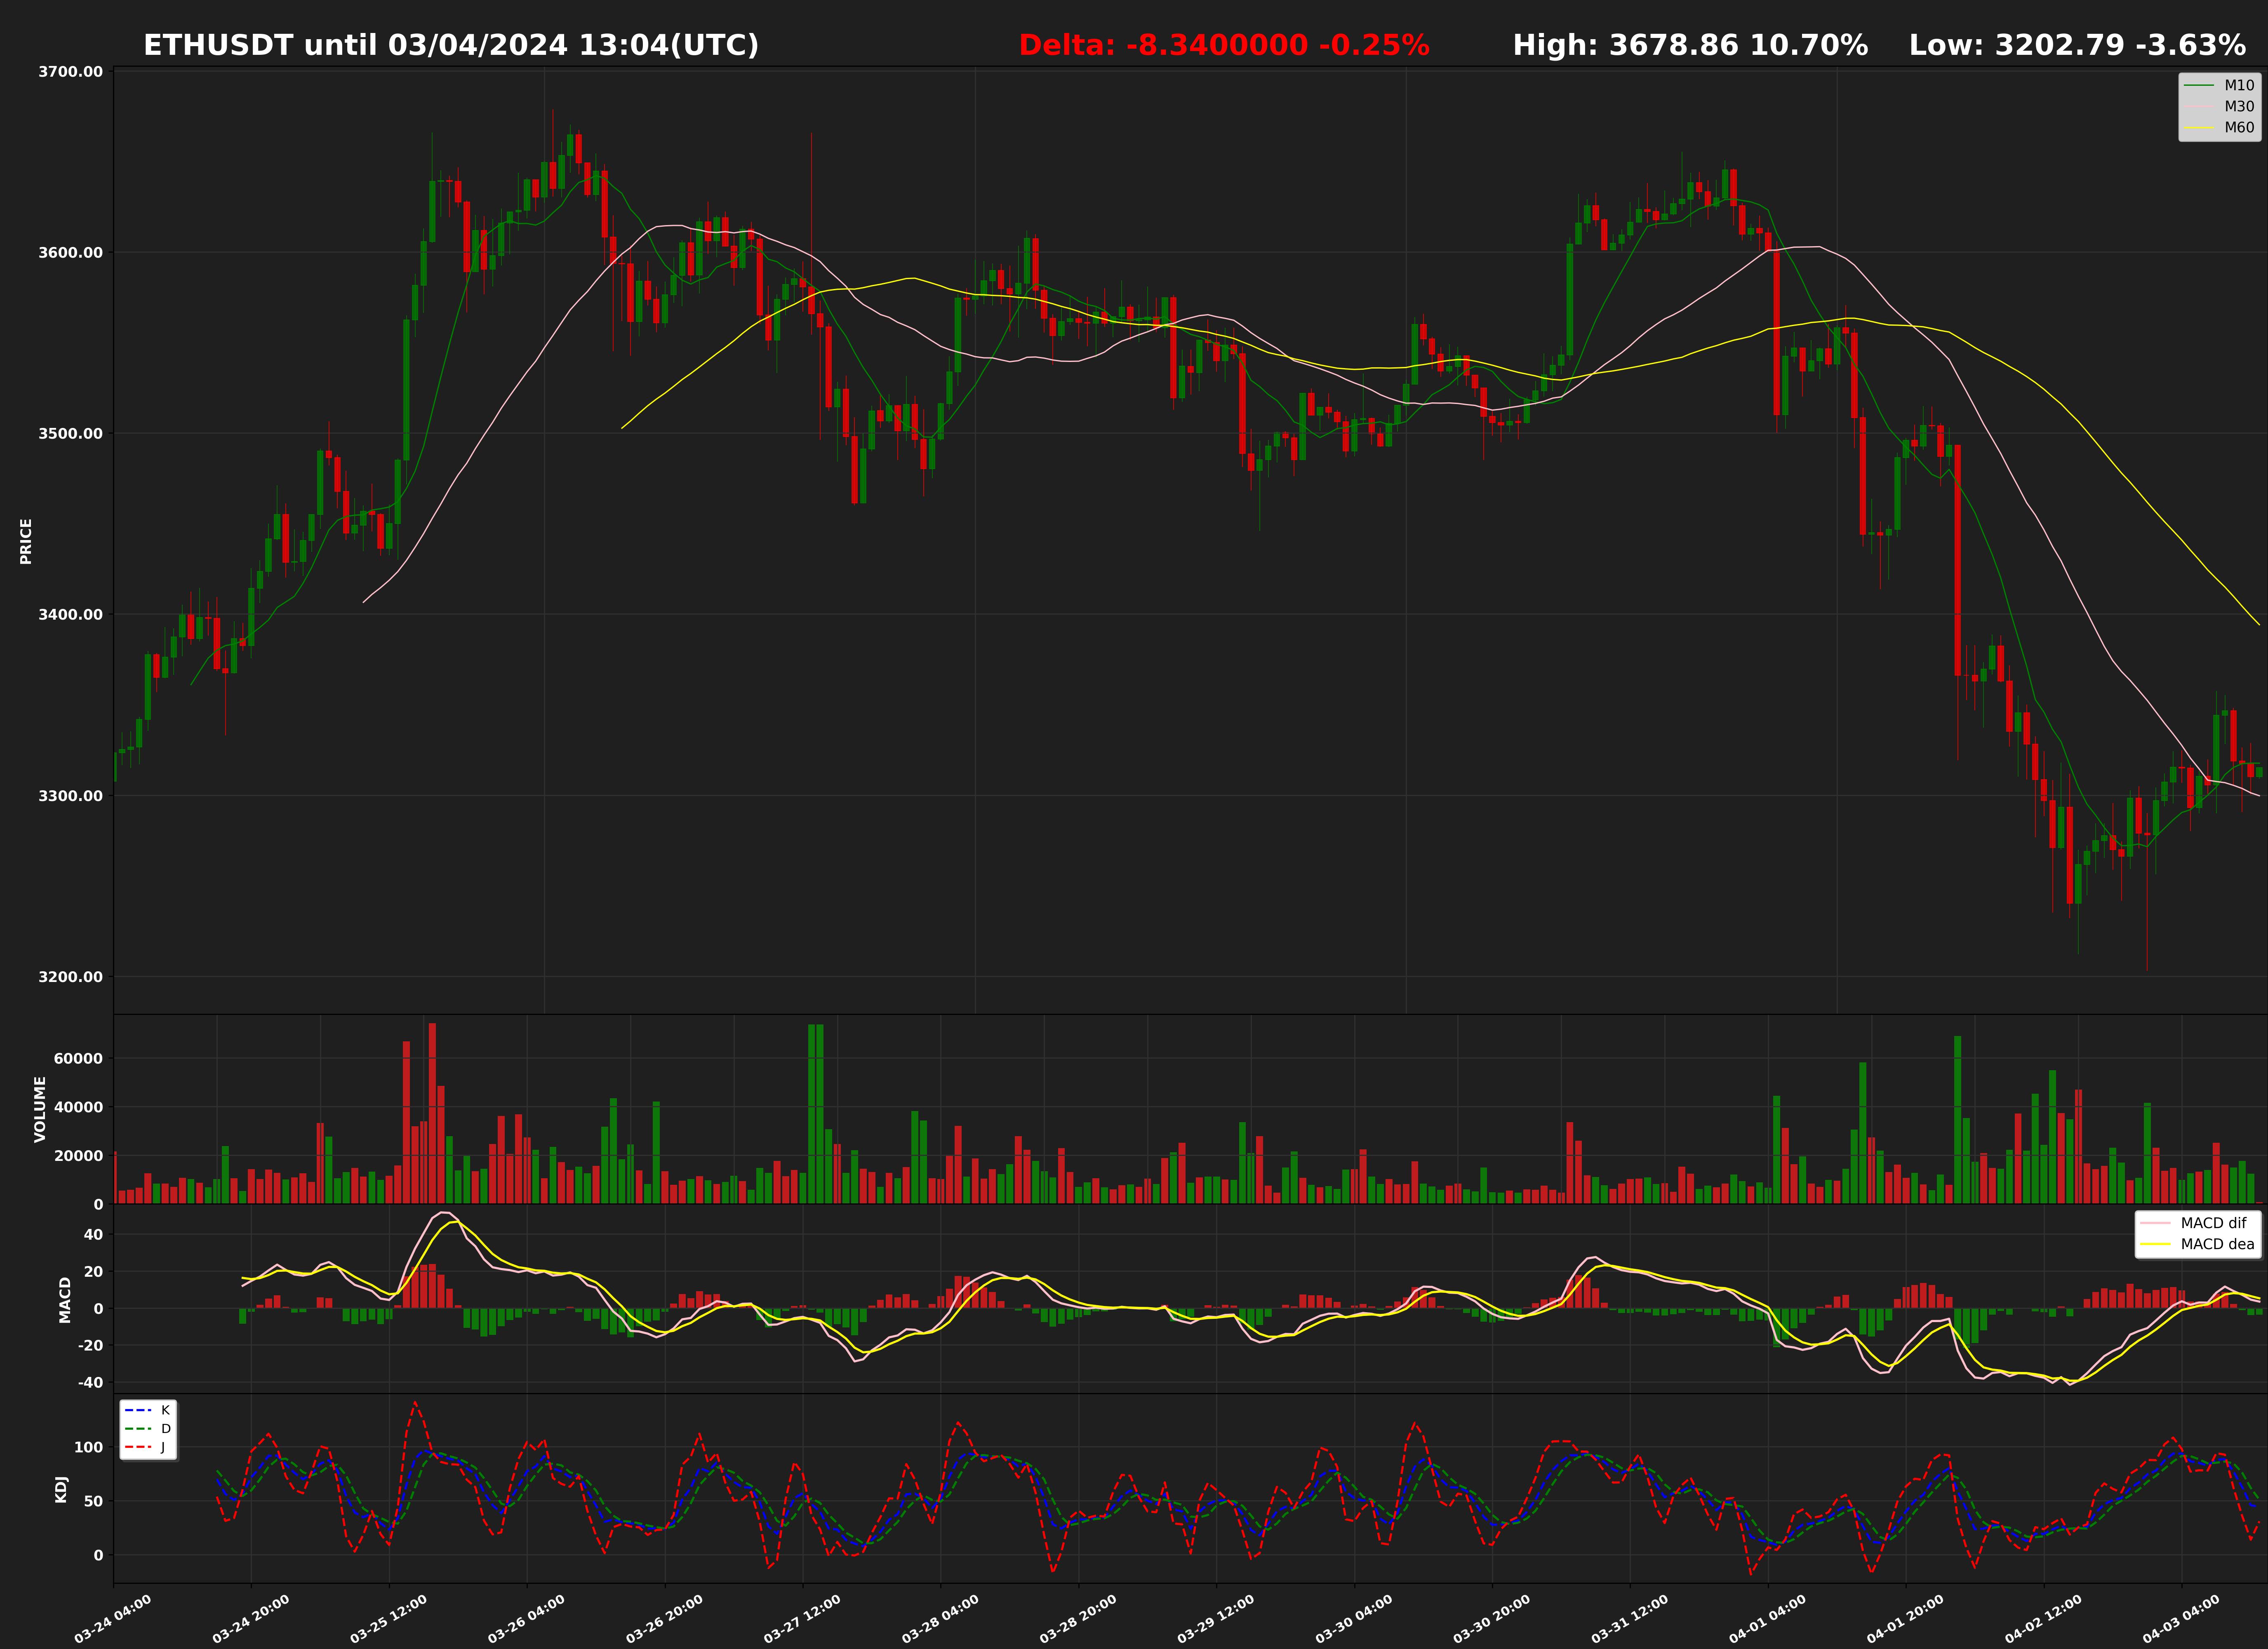 ETHUSDT until 03/04/2024 13:04(UTC) Delta: -8.3400000 -0.25% High: 3678.86 10.70% Low: 3202.79 -3.63%
3700.00
3600.00
3500.00
3400.00
3300.00
3200.00
PRICE
M10
M30
M60
60000
40000
20000
0
VOLUME
40
20
0
-20
-40
MACD
MACD dif
MACD dea
100
50
0
KDJ
K
D
J
03-24 04:00
03-24 20:00
03-25 12:00
03-26 04:00
03-26 20:00
03-27 12:00
03-28 04:00
03-28 20:00
03-29 12:00
03-30 04:00
03-30 20:00
03-31 12:00
04-01 04:00
04-01 20:00
04-02 12:00
04-03 04:00